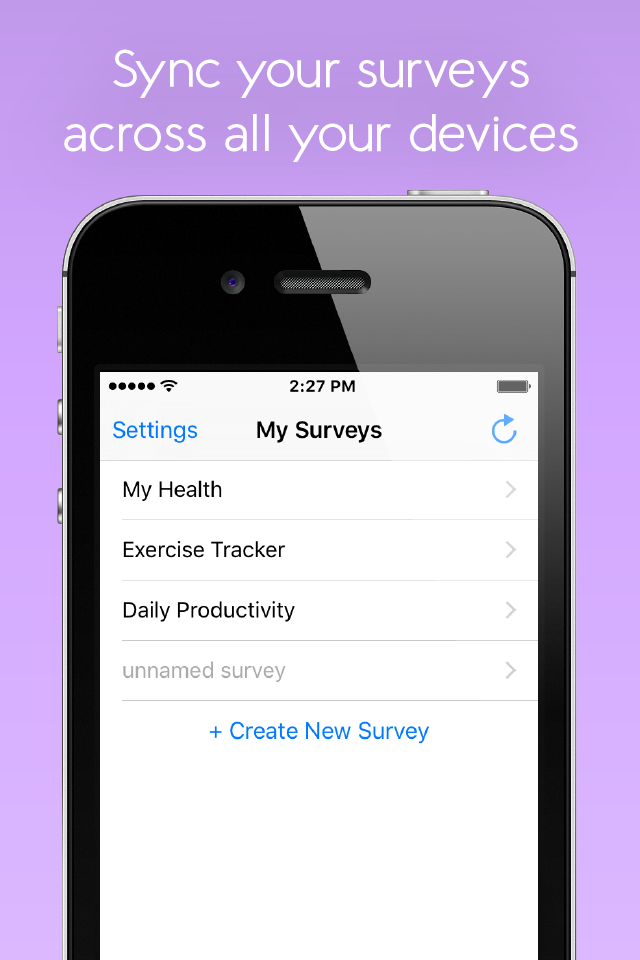 Sync your surveys
across all your devices
2:27 PM
Settings My Surveys
My Health
Exercise Tracker
Daily Productivity
unnamed survey
+ Create New Survey